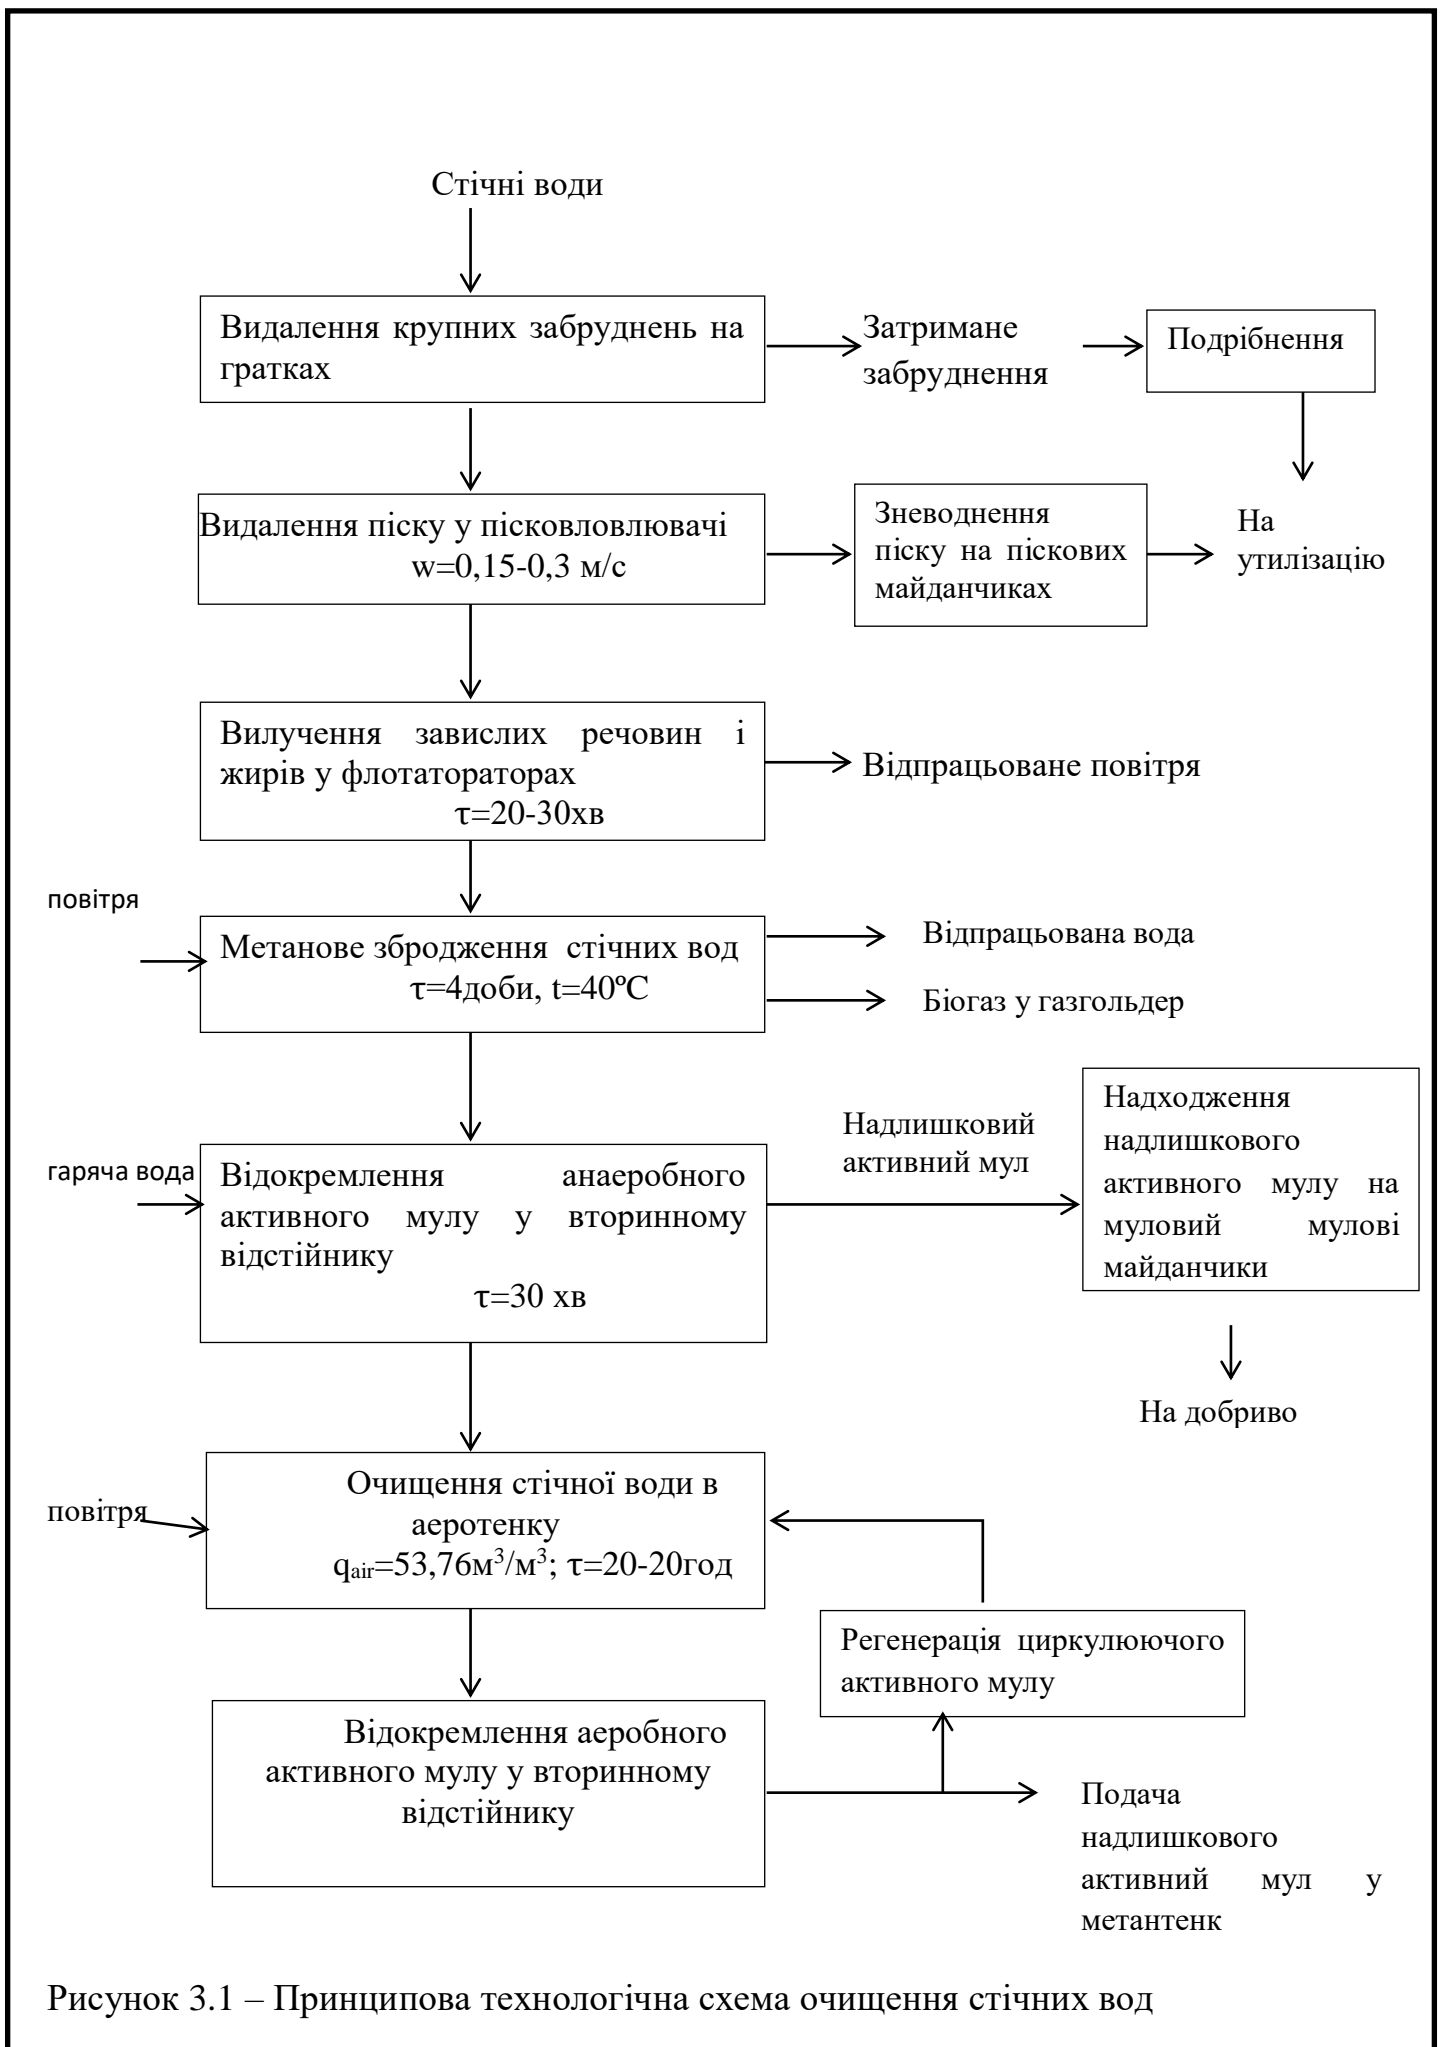 Стічні води
Видалення крупних забруднень на
гратках
Затримане
забруднення
Подрібнення
Видалення піску у пісковловлювачі
w=0,15-0,3 м/с
Зневоднення
піску на піскових
майданчиках
На
утилізацію
Вилучення завислих речовин і
жирів у флотатораторах
τ=20-30хв
Відпрацьоване повітря
повітря
Метанове збродження стічних вод
τ=4доби, t=40ºС
Відпрацьована вода
Біогаз у газгольдер
гаряча вода
Відокремлення анаеробного
активного мулу у вторинному
відстійнику
τ=30 хв
Надлишковий
активний мул
Надходження
надлишкового
активного мулу на
муловий мулові
майданчики
На добриво
повітря
Очищення стічної води в
аеротенку
qair=53,76м³/м³; τ=20-20год
Регенерація циркулюючого
активного мулу
Відокремлення аеробного
активного мулу у вторинному
відстійнику
Подача
надлишкового
активний мул у
метантенк
Рисунок 3.1 – Принципова технологічна схема очищення стічних вод